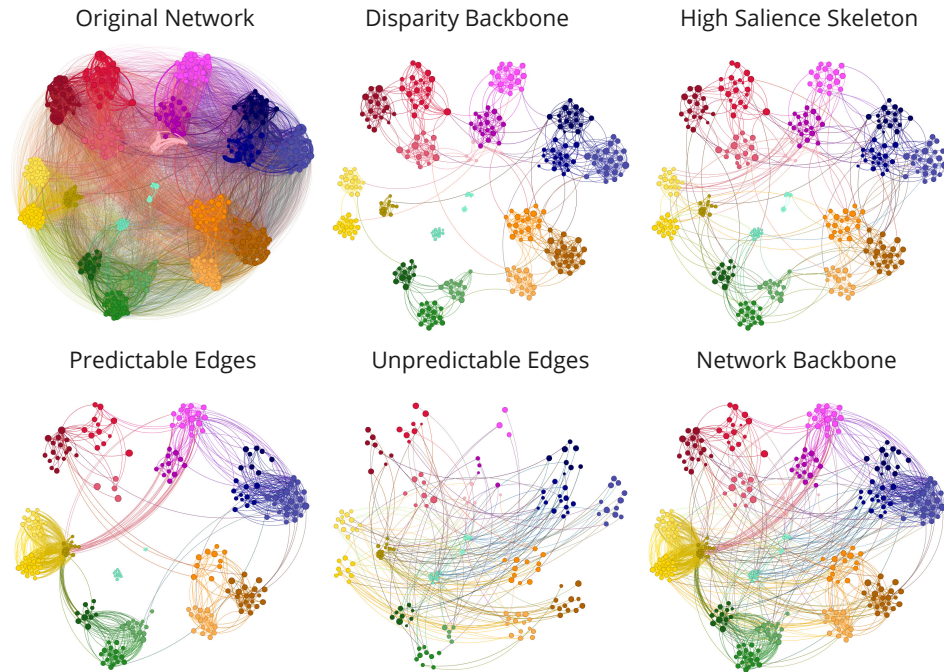 Original Network
Disparity Backbone
High Salience Skeleton
Predictable Edges
Unpredictable Edges
Network Backbone